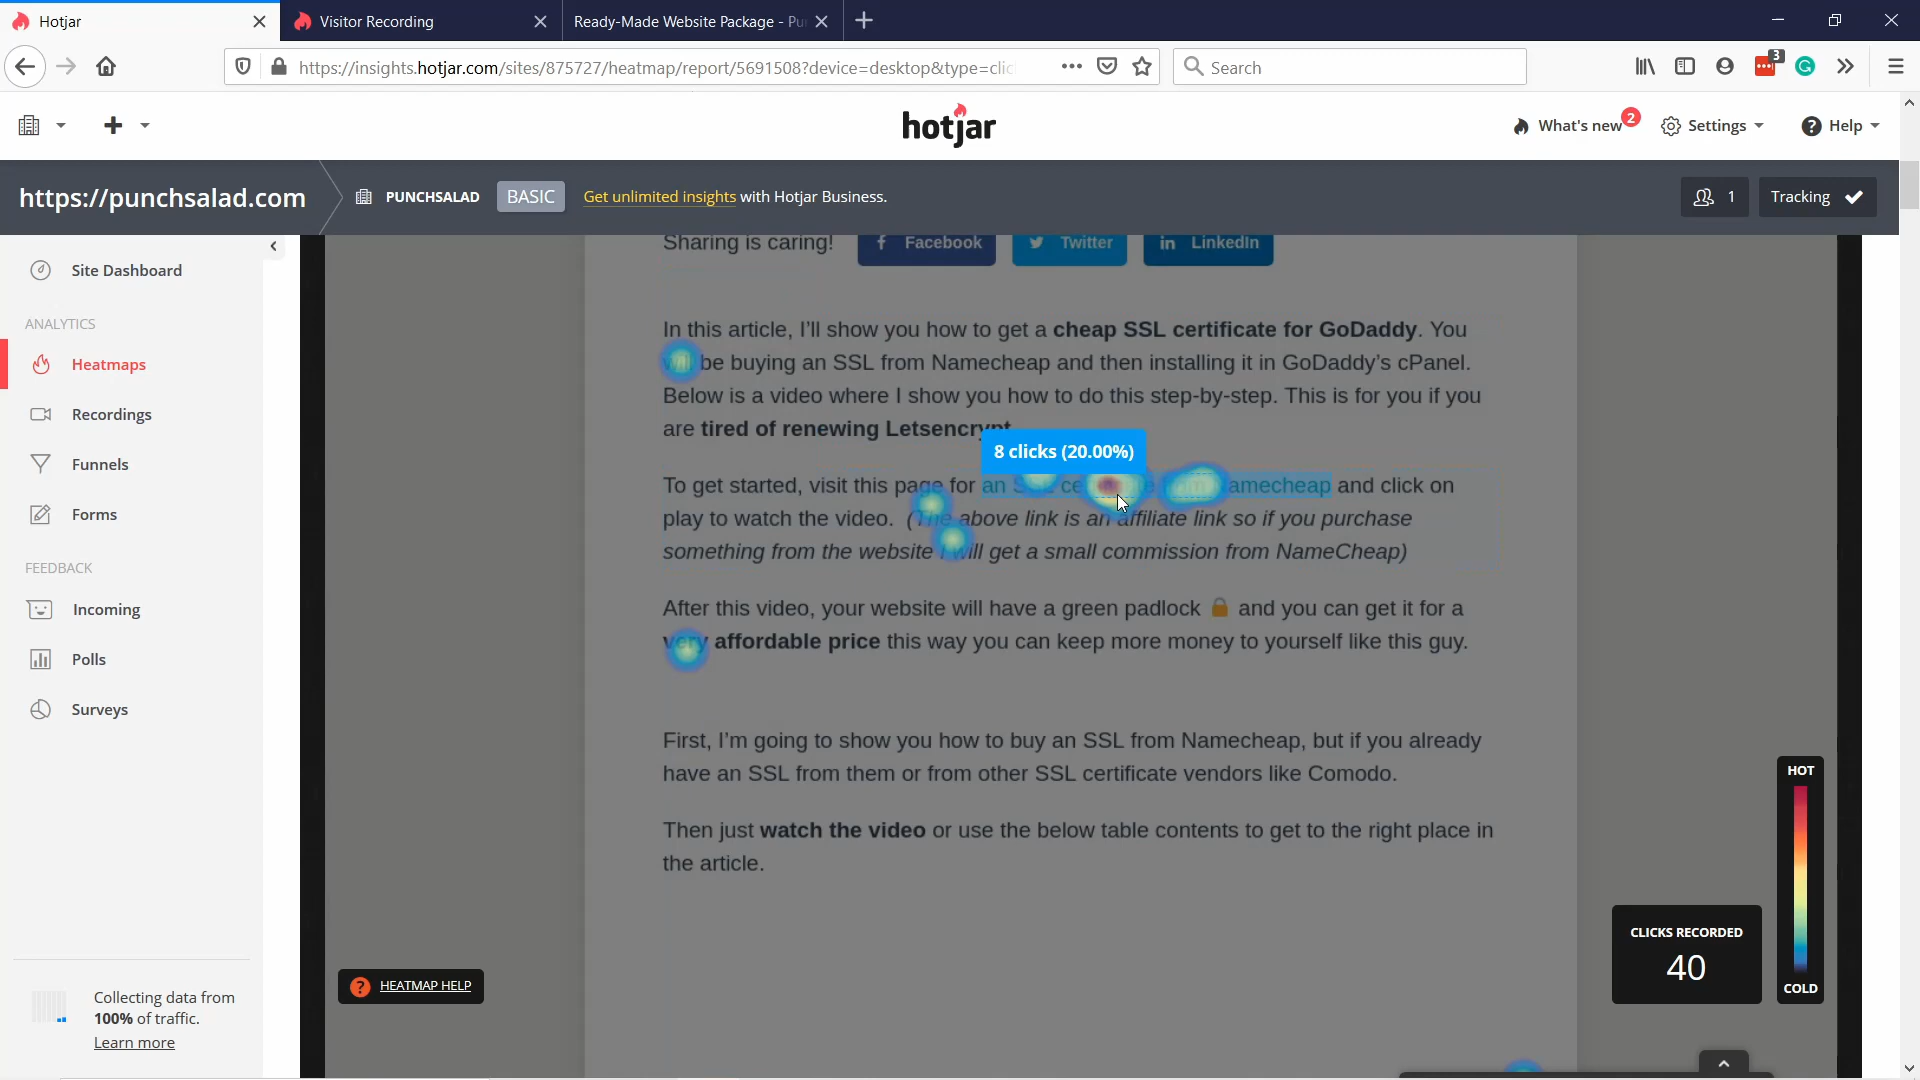 Hotjar
Visitor Recording
Ready-Made Website Package - Pu
https://insights.hotjar.com/sites/875727/heatmap/report/5691508?device=desktop&type=clic
Search
3
hotjar
What's new 2
Settings
Help
https://punchsalad.com
PUNCHSALAD
BASIC
Get unlimited insights with Hotjar Business.
1
Tracking
Site Dashboard
ANALYTICS
Heatmaps
Recordings
Funnels
Forms
FEEDBACK
Incoming
Polls
Surveys
Collecting data from
100% of traffic.
Learn more
Sharing is caring!
Facebook
Twitter
LinkedIn
In this article, I'll show you how to get a cheap SSL certificate for GoDaddy. You
will be buying an SSL from Namecheap and then installing it in GoDaddy's cPanel.
Below is a video where I show you how to do this step-by-step. This is for you if you
are tired of renewing Letsencrypt
8 clicks (20.00%)
To get started, visit this page for an SSL certificate from Namecheap and click on
play to watch the video. (The above link is an affiliate link so if you purchase
something from the website I will get a small commission from NameCheap)
After this video, your website will have a green padlock 🔒 and you can get it for a
very affordable price this way you can keep more money to yourself like this guy.
First, I'm going to show you how to buy an SSL from Namecheap, but if you already
have an SSL from them or from other SSL certificate vendors like Comodo.
Then just watch the video or use the below table contents to get to the right place in
the article.
HEATMAP HELP
CLICKS RECORDED
40
HOT
COLD